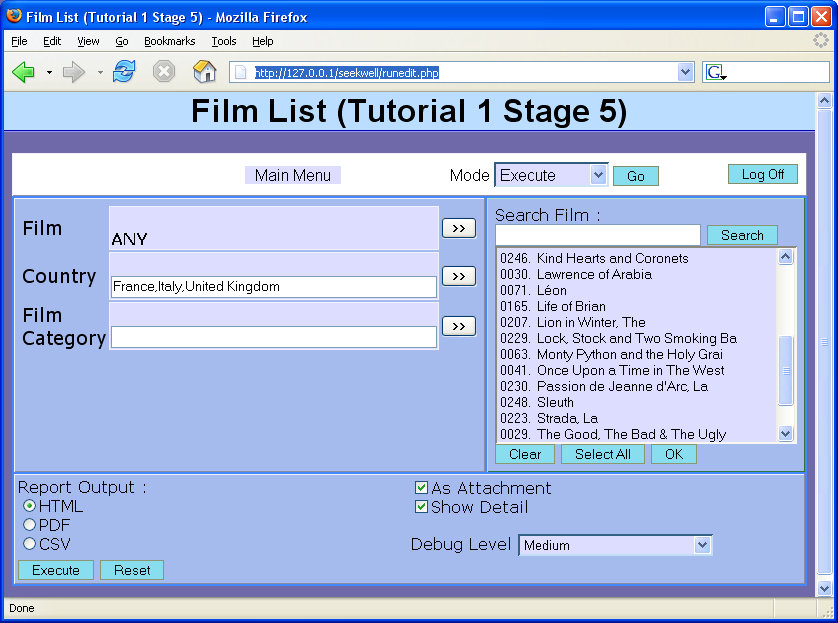 Film List (Tutorial 1 Stage 5) - Mozilla Firefox
File Edit View Go Bookmarks Tools Help
http://127.0.0.1/seekwell/runedit.php
G
Film List (Tutorial 1 Stage 5)
Main Menu Mode Execute Go Log Off
Film
ANY
>>
Country
France,Italy,United Kingdom
>>
Film
Category
>>
Search Film :
Search
0246. Kind Hearts and Coronets
0030. Lawrence of Arabia
0071. Léon
0165. Life of Brian
0207. Lion in Winter, The
0229. Lock, Stock and Two Smoking Ba
0063. Monty Python and the Holy Grai
0041. Once Upon a Time in The West
0230. Passion de Jeanne d'Arc, La
0248. Sleuth
0223. Strada, La
0029. The Good, The Bad & The Ugly
Clear Select All OK
Report Output :
HTML
PDF
CSV
As Attachment
Show Detail
Debug Level Medium
Execute Reset
Done